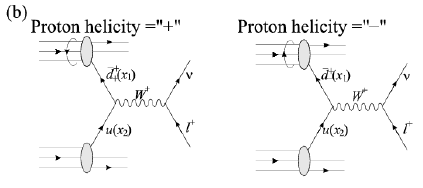 (b)
Proton helicity ="+" Proton helicity ="−"
d̄₊⁺(x₁) d̄₊⁻(x₁)
W⁺ ν W⁺ ν
u(x₂) l⁺ u(x₂) l⁺